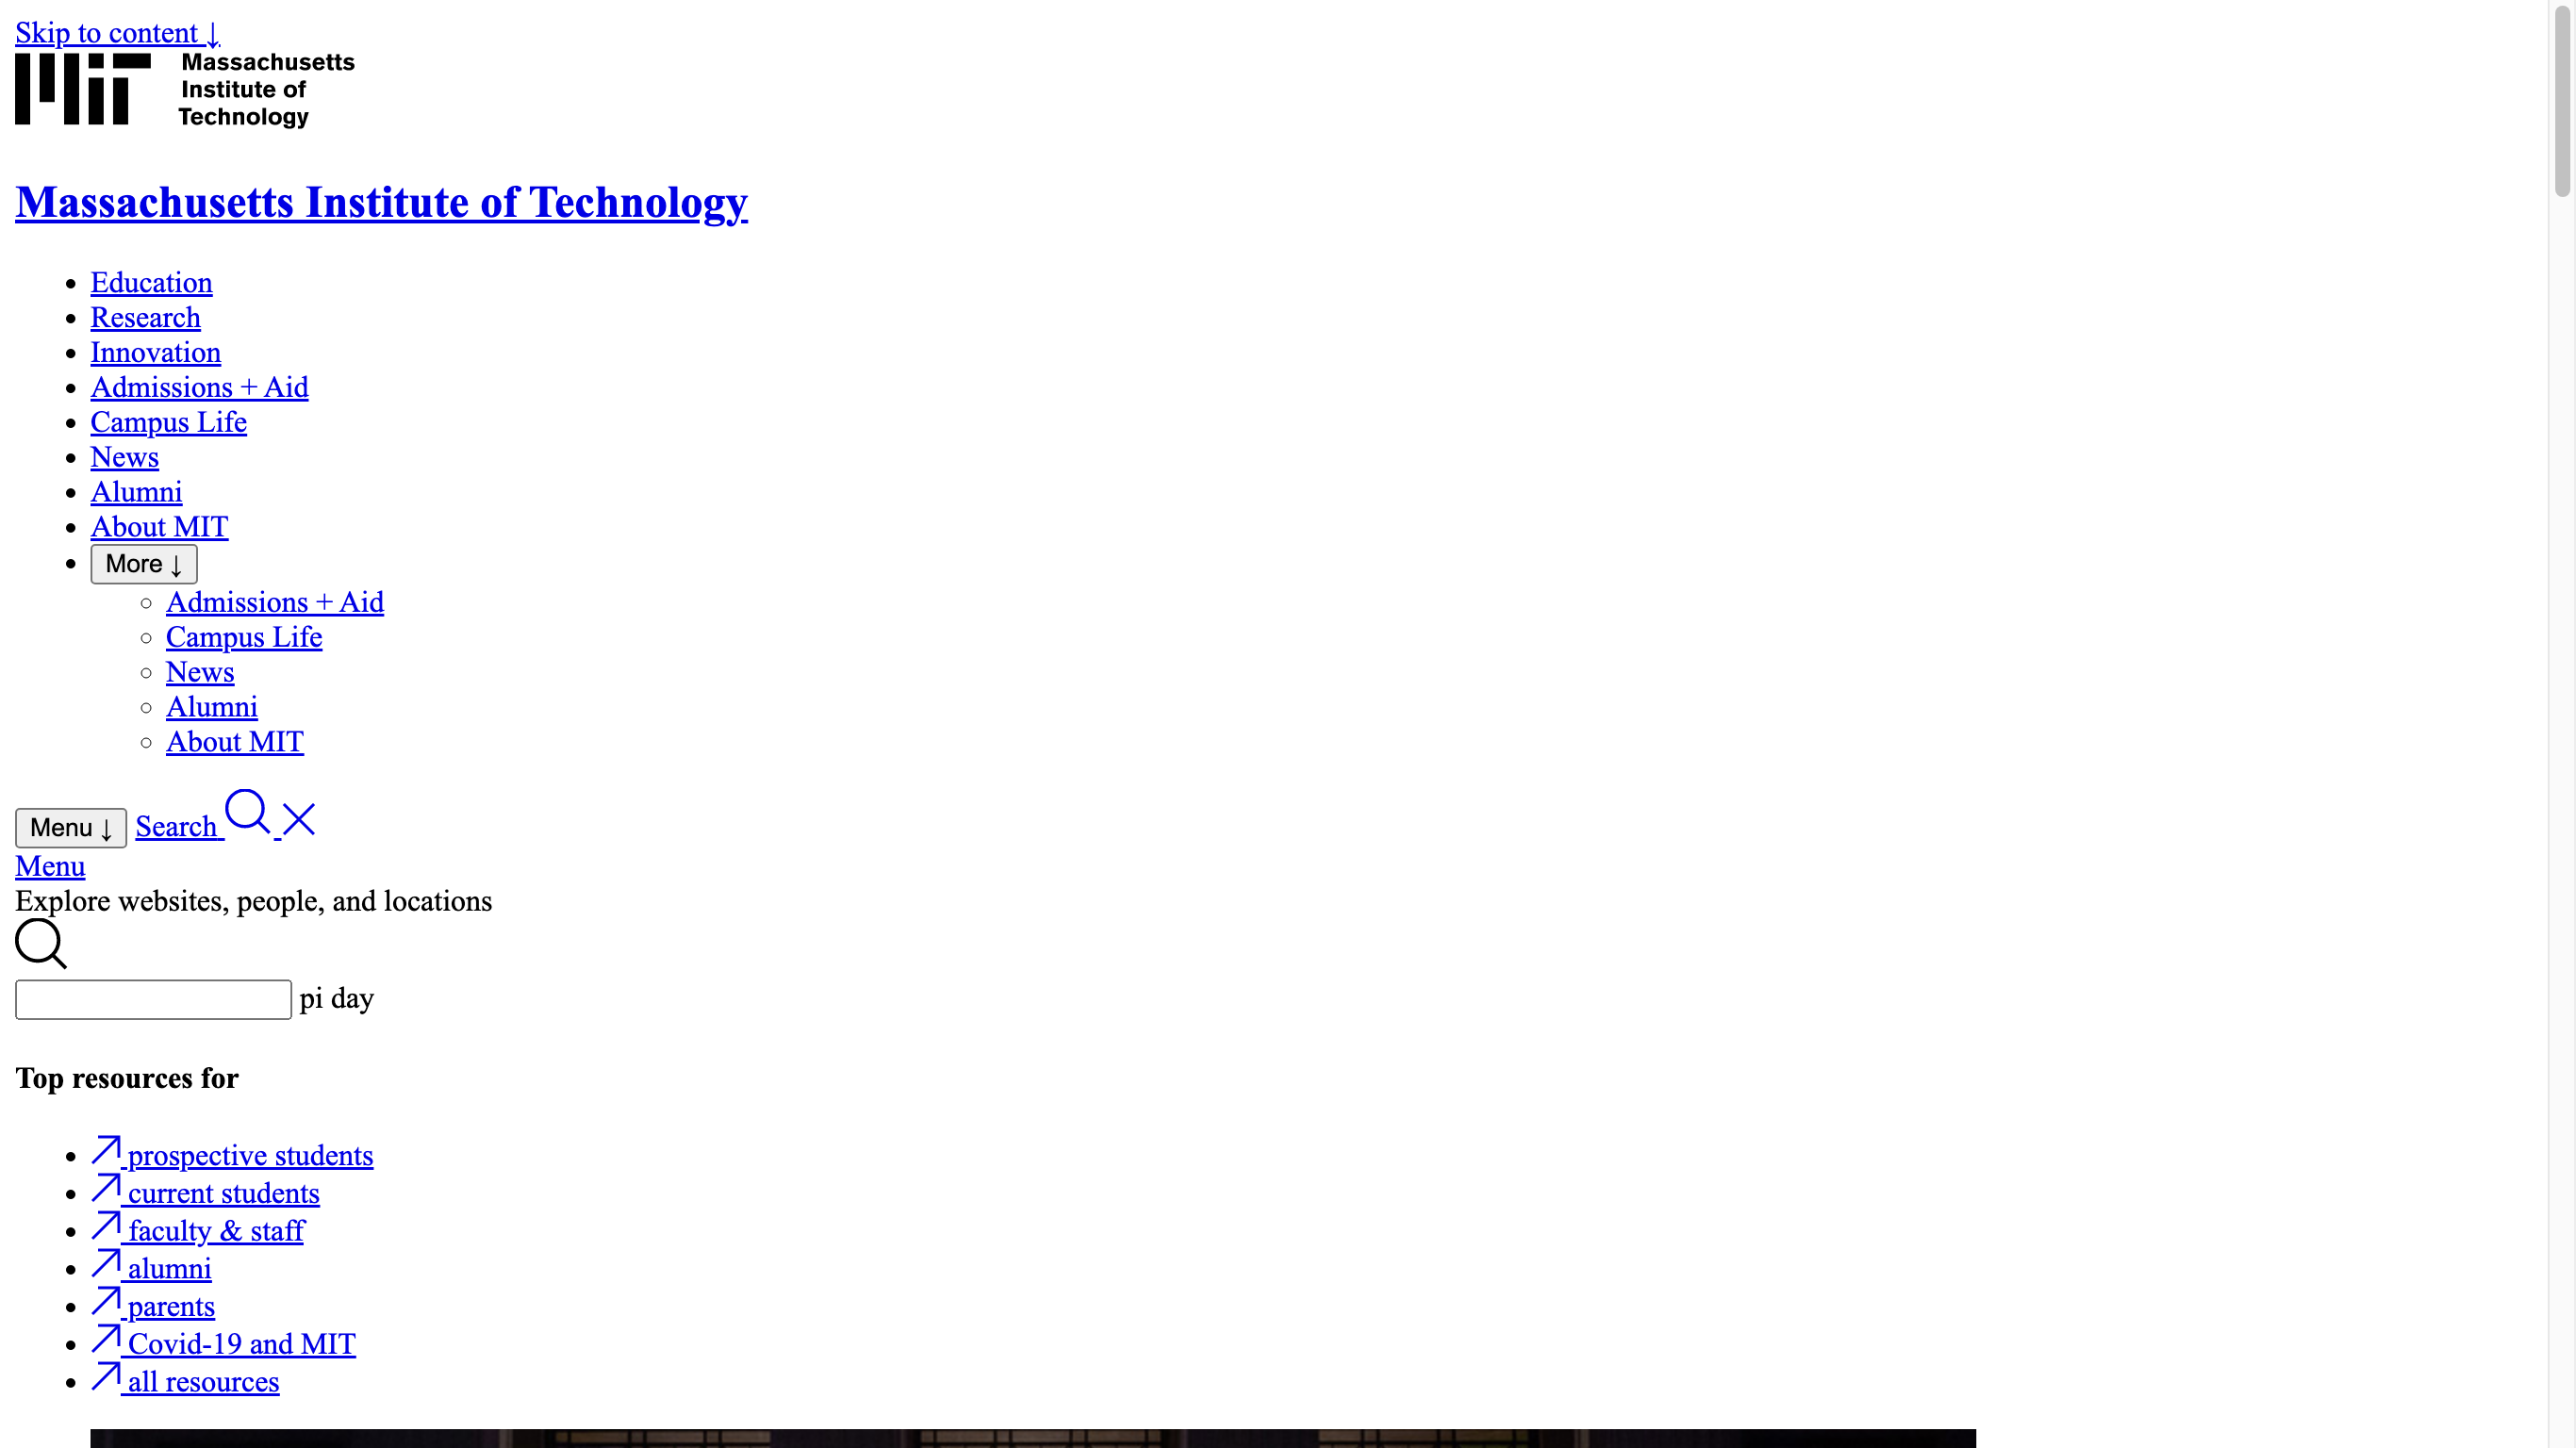 Skip to content ↓
Massachusetts
Institute of
Technology
Massachusetts Institute of Technology
Education
Research
Innovation
Admissions + Aid
Campus Life
News
Alumni
About MIT
More ↓
Admissions + Aid
Campus Life
News
Alumni
About MIT
Menu ↓ Search
Menu
Explore websites, people, and locations
pi day
Top resources for
prospective students
current students
faculty & staff
alumni
parents
Covid-19 and MIT
all resources